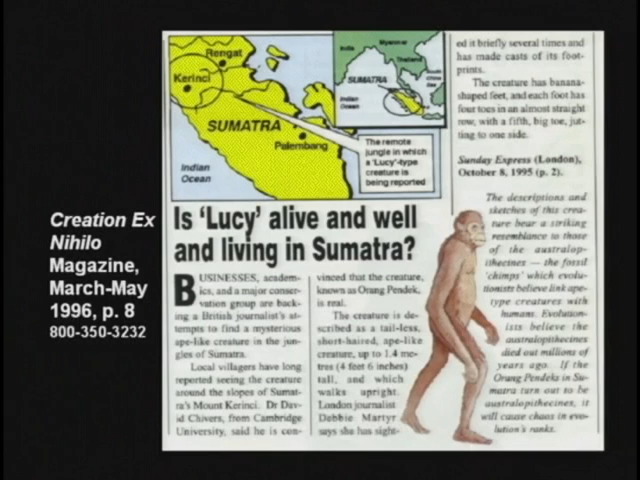 Creation Ex
Nihilo
Magazine,
March-May
1996, p. 8
800-350-3232
Rengat
Kerinci
SUMATRA
Palembang
Indian
Ocean
India
Myanmar
Thailand
South
China
Sea
SUMATRA
Indian
Ocean
The remote
jungle in which
a 'Lucy'-type
creature is
being reported
Is 'Lucy' alive and well
and living in Sumatra?
BUSINESSES, academ-
ics, and a major conser-
vation group are back-
ing a British journalist's at-
tempts to find a mysterious
ape-like creature in the jun-
gles of Sumatra.
Local villagers have long
reported seeing the creature
around the slopes of Sumat-
ra's Mount Kerinci. Dr Dav-
id Chivers, from Cambridge
University, said he is con-
vinced that the creature,
known as Orang Pendek,
is real.
The creature is de-
scribed as a tail-less,
short-haired, ape-like
creature, up to 1.4 me-
tres (4 foot 6 inches)
tall, and which
walks upright.
London journalist
Debbie Martyr
says she has sight-
ed it briefly several times and
has made casts of its foot-
prints.
The creature has banana-
shaped feet, and each foot has
four toes in an almost straight
row, with a fifth, big toe, jut-
ting to one side.
Sunday Express (London),
October 8, 1995 (p. 2).
The descriptions and
sketches of this crea-
ture bear a striking
resemblance to those
of the australop-
ithecines — the fossil
'chimps' which evolu-
tionists believe link ape-
type creatures with
humans. Evolution-
ists believe the
australopithecines
died out millions of
years ago. If the
Orang Pendeks in Su-
matra turn out to be
australopithecines, it
will cause chaos in evo-
lution's ranks.